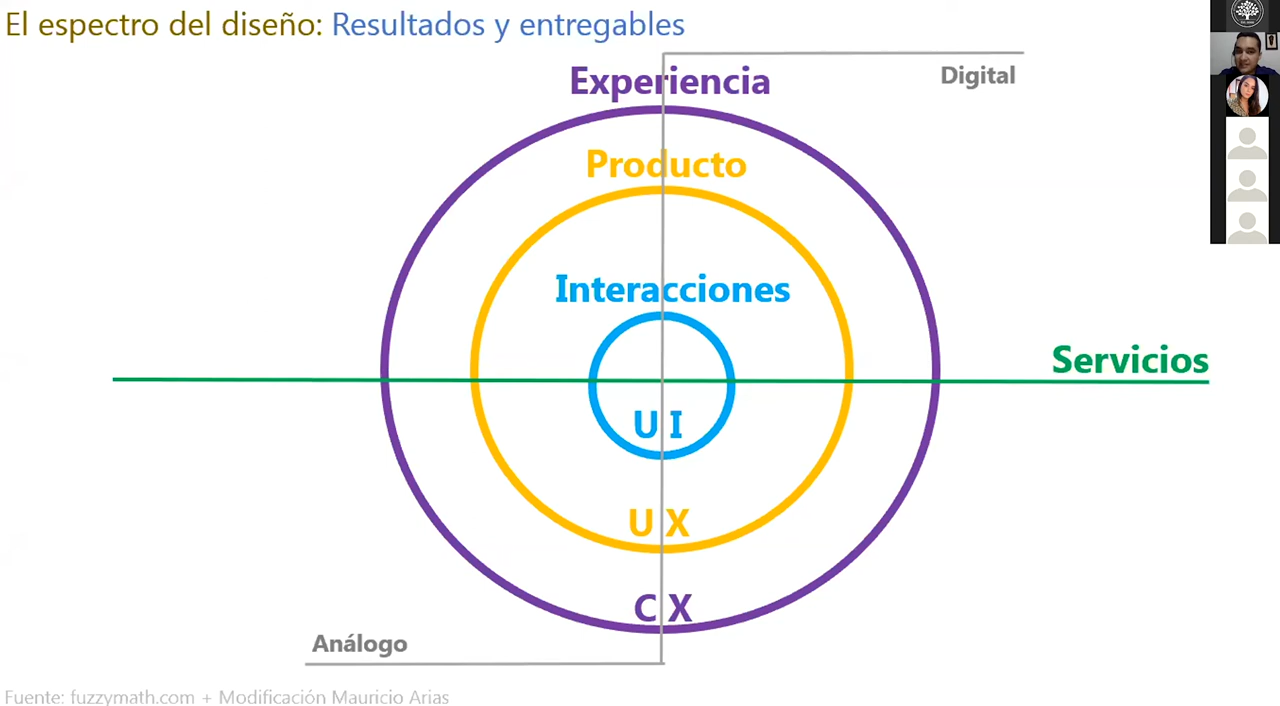 El espectro del diseño: Resultados y entregables
Digital
Experiencia
Producto
Interacciones
Servicios
U I
U X
C X
Análogo
Fuente: fuzzymath.com + Modificación Mauricio Arias